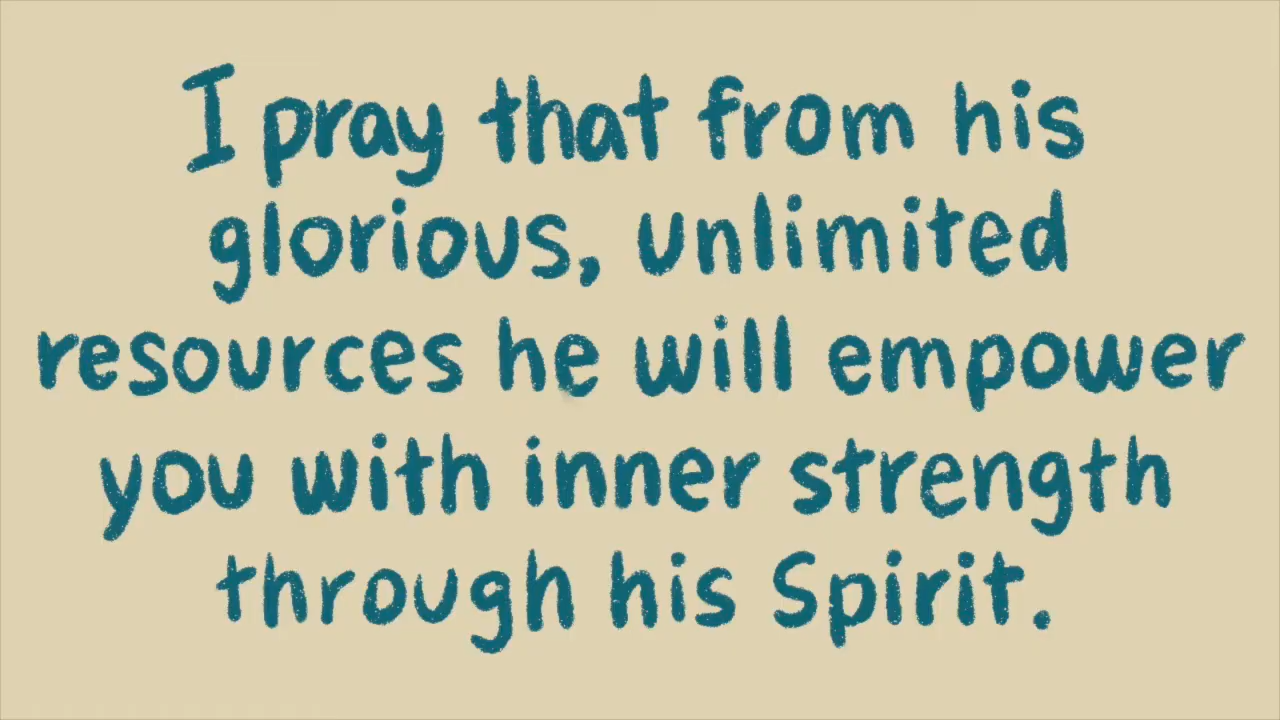 I pray that from his
glorious, unlimited
resources he will empower
you with inner strength
through his Spirit.